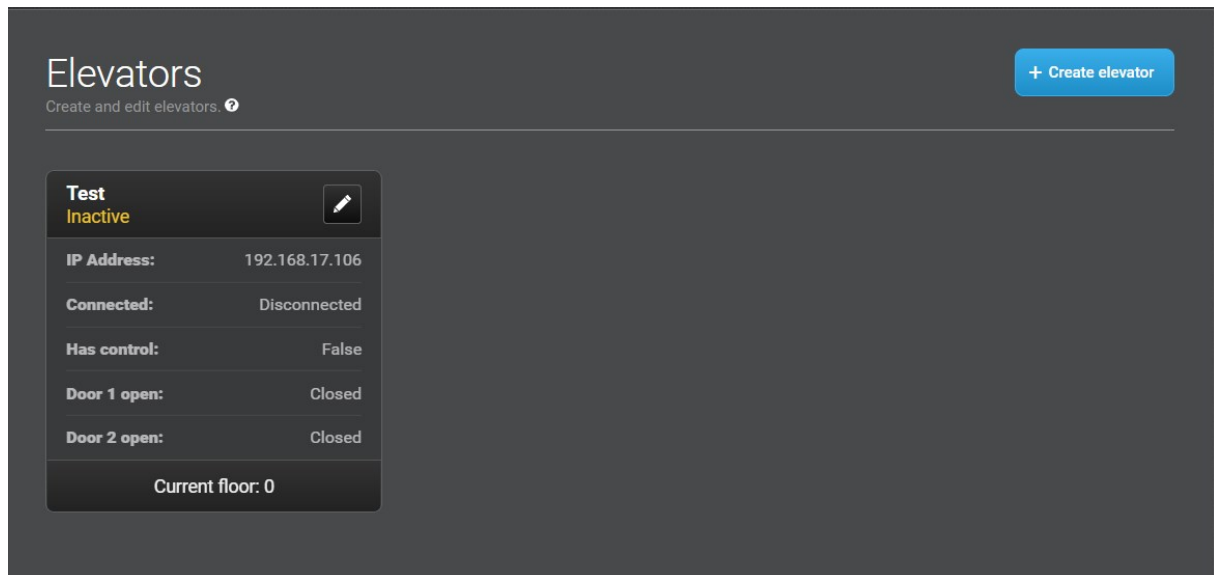 Elevators
+ Create elevator
Create and edit elevators. ?
Test
Inactive
IP Address: 192.168.17.106
Connected: Disconnected
Has control: False
Door 1 open: Closed
Door 2 open: Closed
Current floor: 0